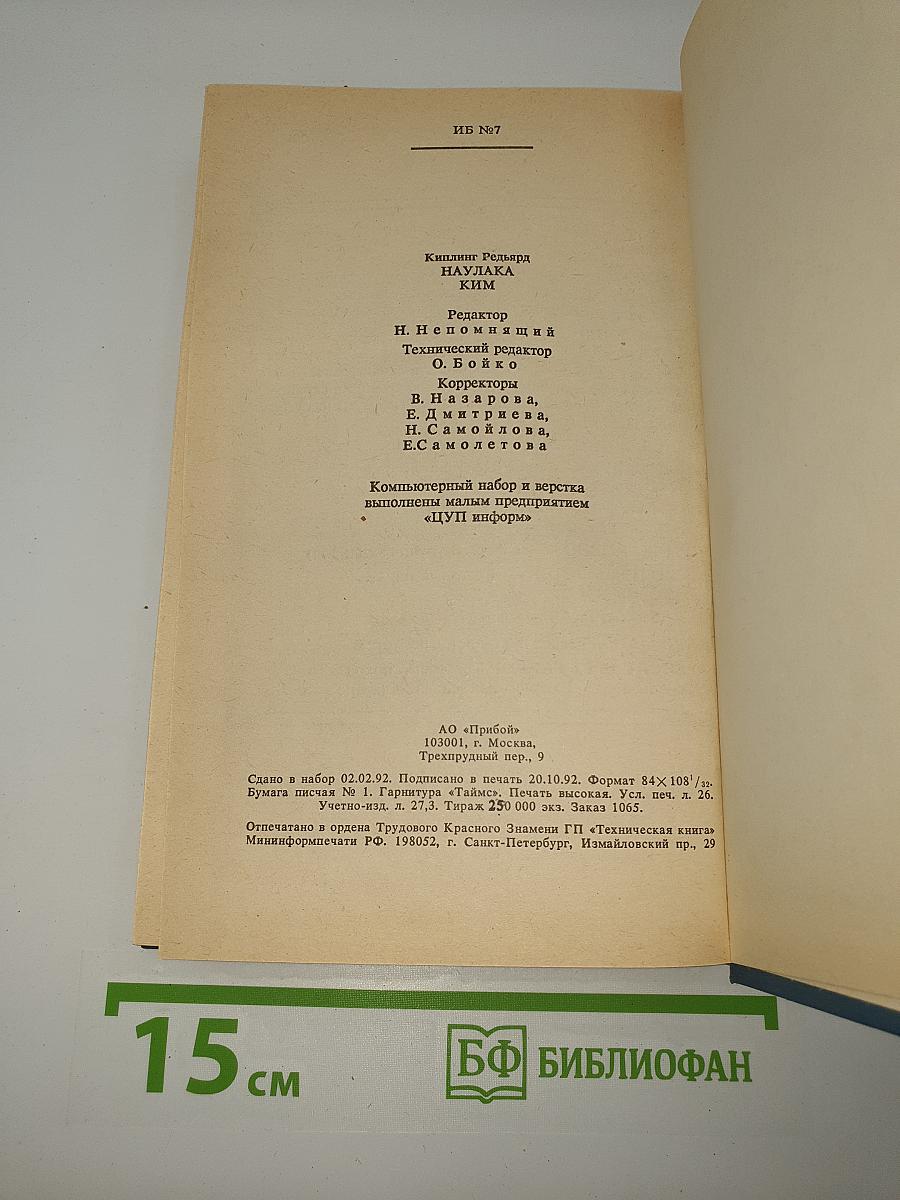 ИБ №7
Киплинг Редьярд
НАУЛАКА
КИМ
Редактор
Н. Непомнящий
Технический редактор
О. Бойко
Корректоры
В. Назарова,
Е. Дмитриева,
Н. Самойлова,
Е.Самолетова
Компьютерный набор и верстка
выполнены малым предприятием
«ЦУП информ»
АО «Прибой»
103001, г. Москва,
Трехпрудный пер., 9
Сдано в набор 02.02.92. Подписано в печать 20.10.92. Формат 84×108¹/₃₂.
Бумага писчая № 1. Гарнитура «Таймс». Печать высокая. Усл. печ. л. 26.
Учетно-изд. л. 27,3. Тираж 250 000 экз. Заказ 1065.
Отпечатано в ордена Трудового Красного Знамени ГП «Техническая книга»
Мининформпечати РФ. 198052, г. Санкт-Петербург, Измайловский пр., 29
15 см
БФ БИБЛИОФАН